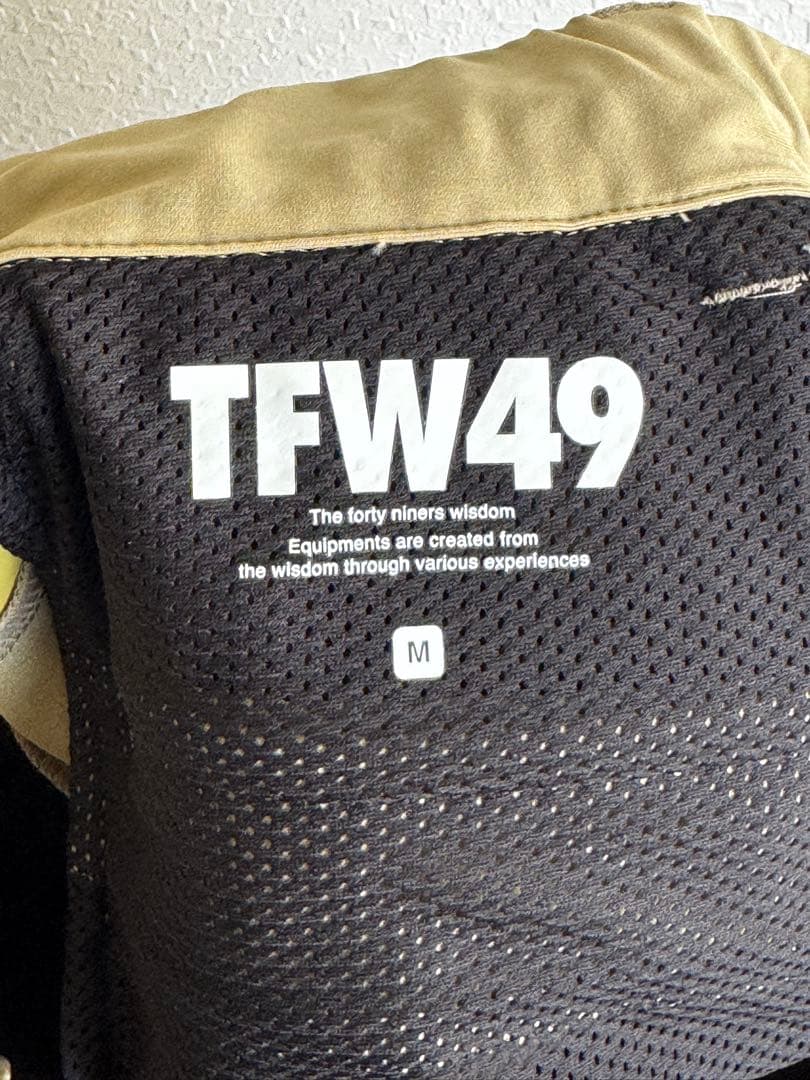 TFW49
The forty niners wisdom
Equipments are created from
the wisdom through various experiences
M